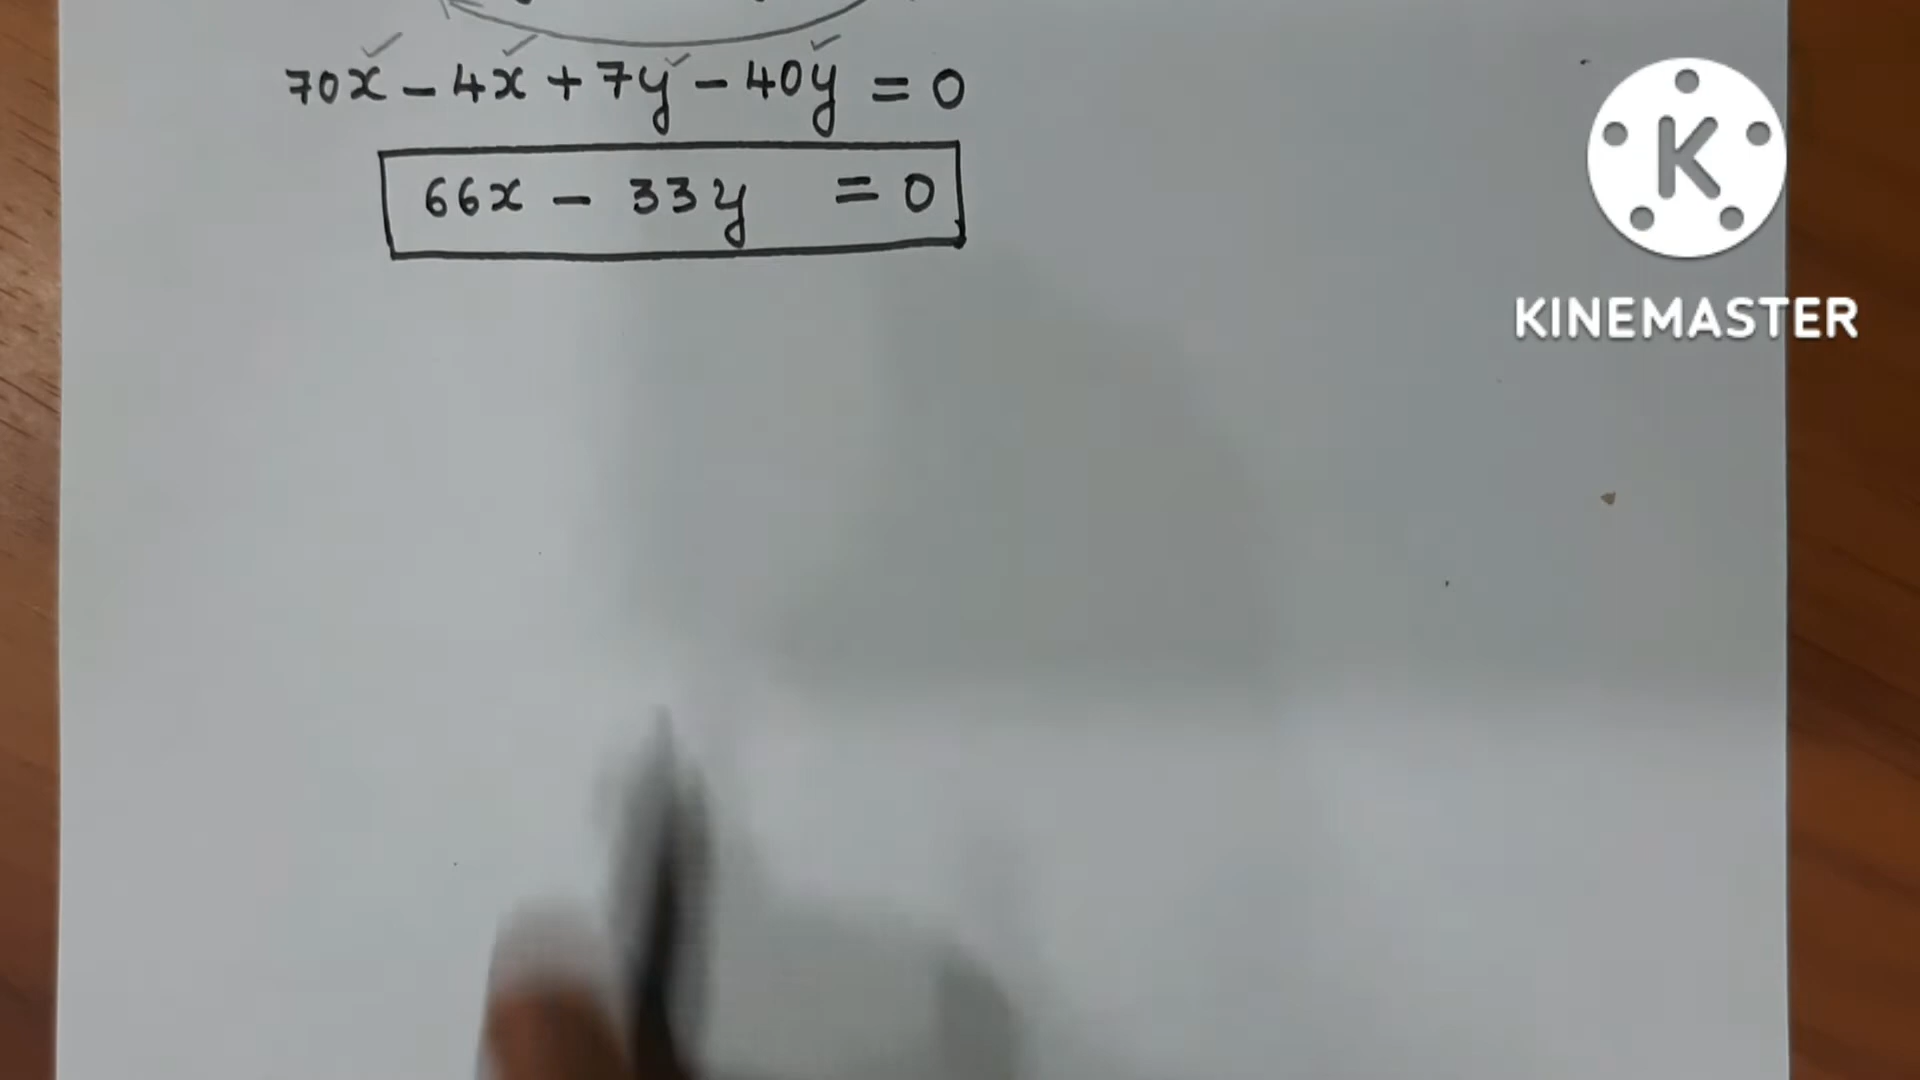 70x - 4x + 7y - 40y = 0
66x - 33y = 0
K
KINEMASTER